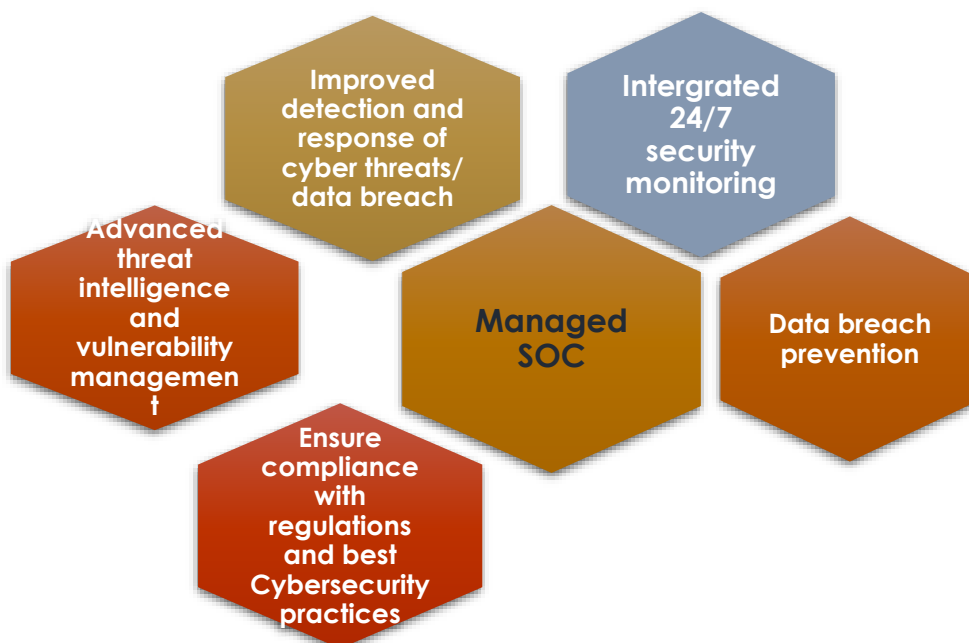 Improved
detection and
response of
cyber threats/
data breach
Intergrated
24/7
security
monitoring
Advanced
threat
intelligence
and
vulnerability
managemen
t
Managed
SOC
Data breach
prevention
Ensure
compliance
with
regulations
and best
Cybersecurity
practices